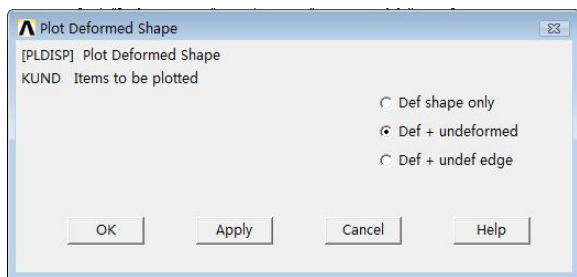 Plot Deformed Shape
[PLDISP] Plot Deformed Shape
KUND Items to be plotted
Def shape only
Def + undeformed
Def + undef edge
OK Apply Cancel Help